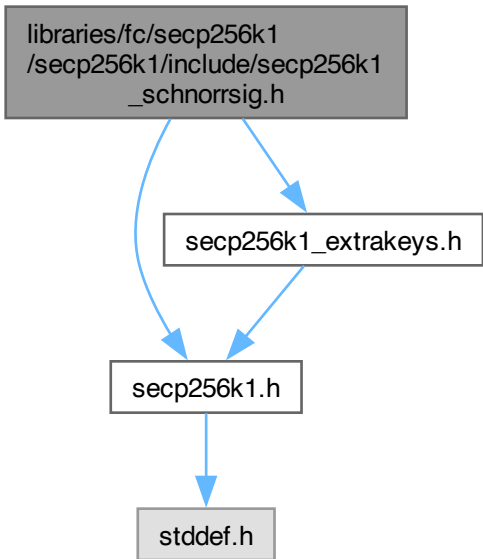 libraries/fc/secp256k1
/secp256k1/include/secp256k1
_schnorrsig.h
secp256k1_extrakeys.h
secp256k1.h
stddef.h